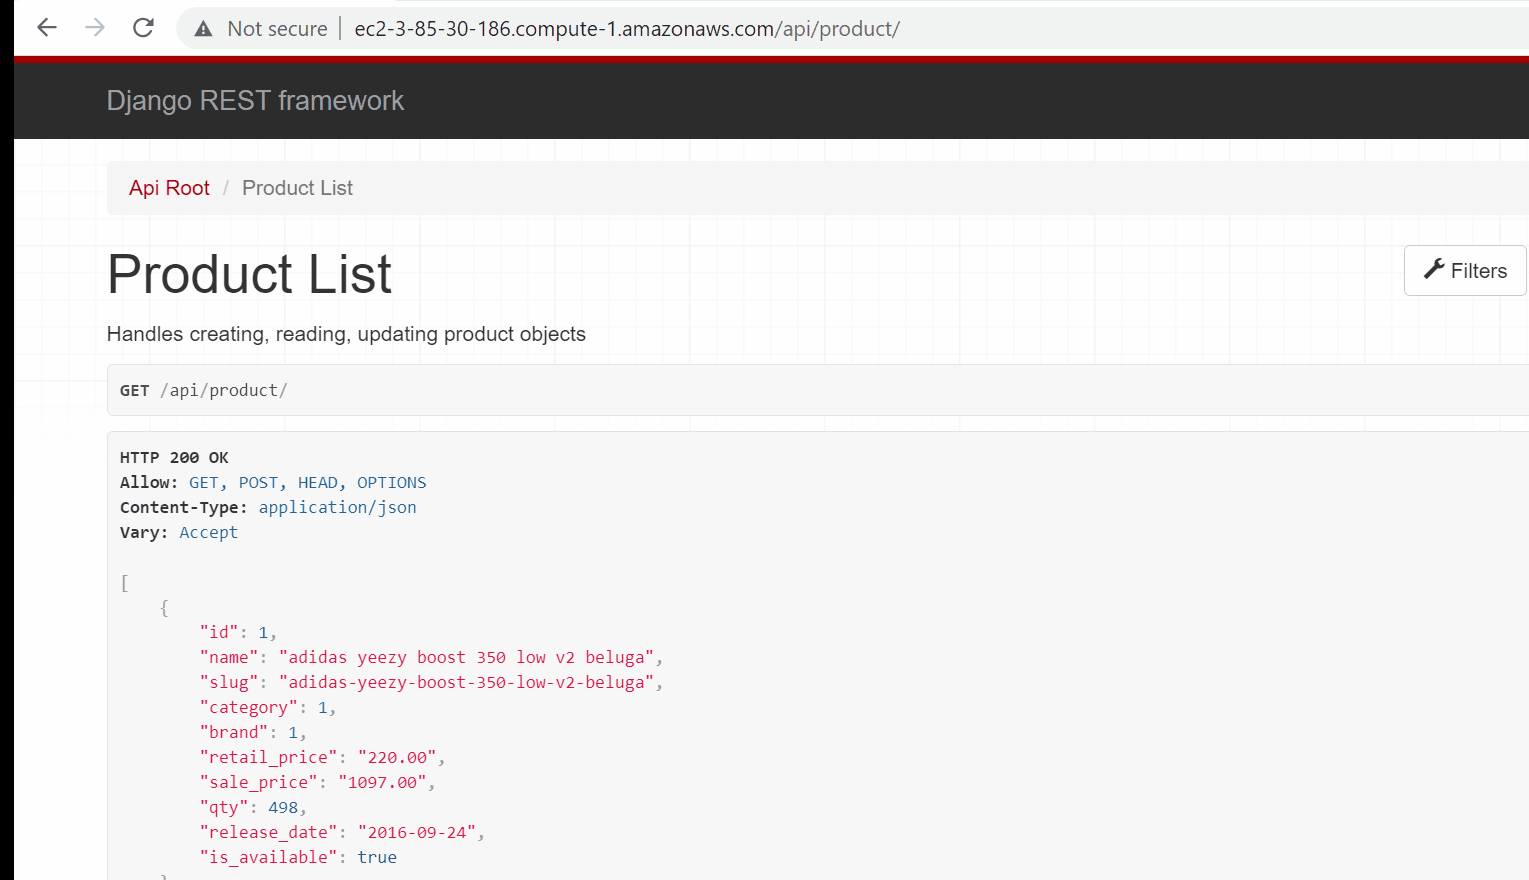 Not secure | ec2-3-85-30-186.compute-1.amazonaws.com/api/product/
Django REST framework
Api Root / Product List
Product List
Filters
Handles creating, reading, updating product objects
GET /api/product/
HTTP 200 OK
Allow: GET, POST, HEAD, OPTIONS
Content-Type: application/json
Vary: Accept
[
    {
        "id": 1,
        "name": "adidas yeezy boost 350 low v2 beluga",
        "slug": "adidas-yeezy-boost-350-low-v2-beluga",
        "category": 1,
        "brand": 1,
        "retail_price": "220.00",
        "sale_price": "1097.00",
        "qty": 498,
        "release_date": "2016-09-24",
        "is_available": true